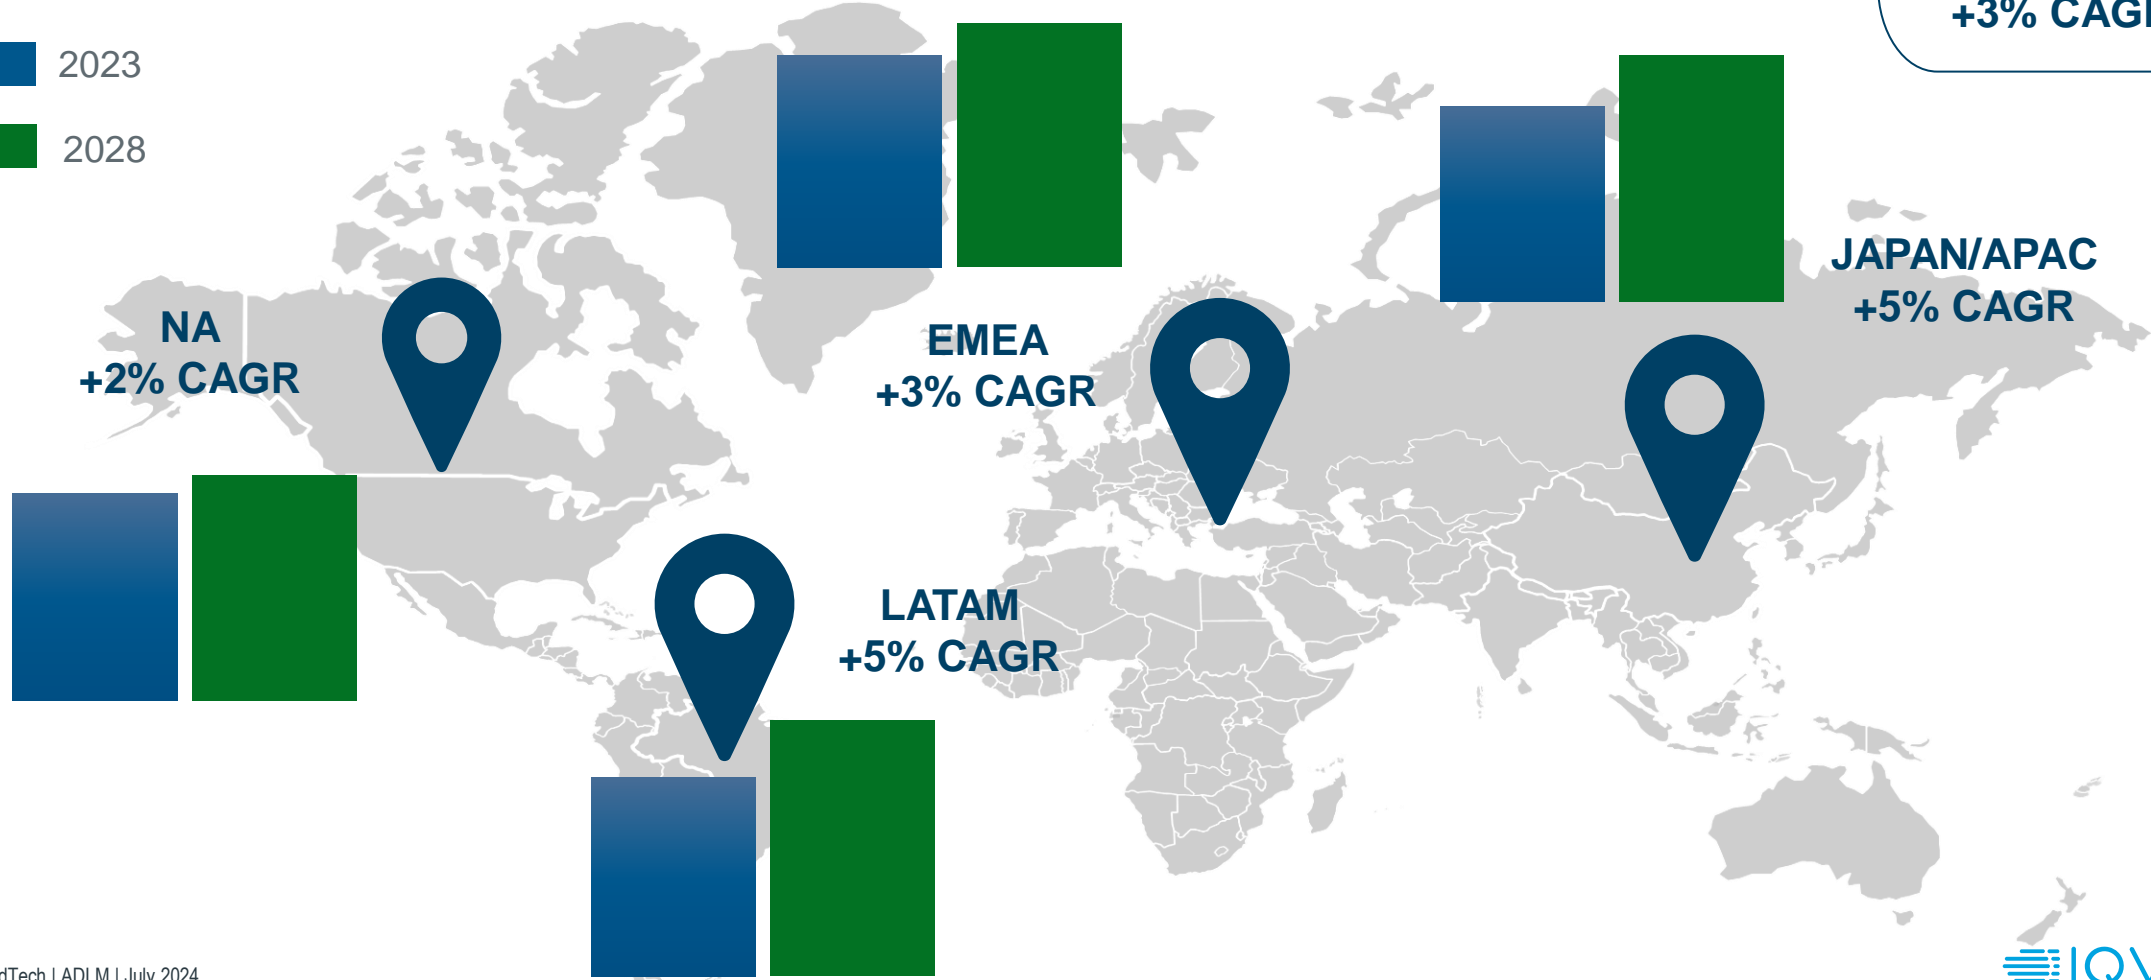 +3% CAGR
2023
2028
JAPAN/APAC
+5% CAGR
NA
+2% CAGR
EMEA
+3% CAGR
LATAM
+5% CAGR
| ADLM | July 2024